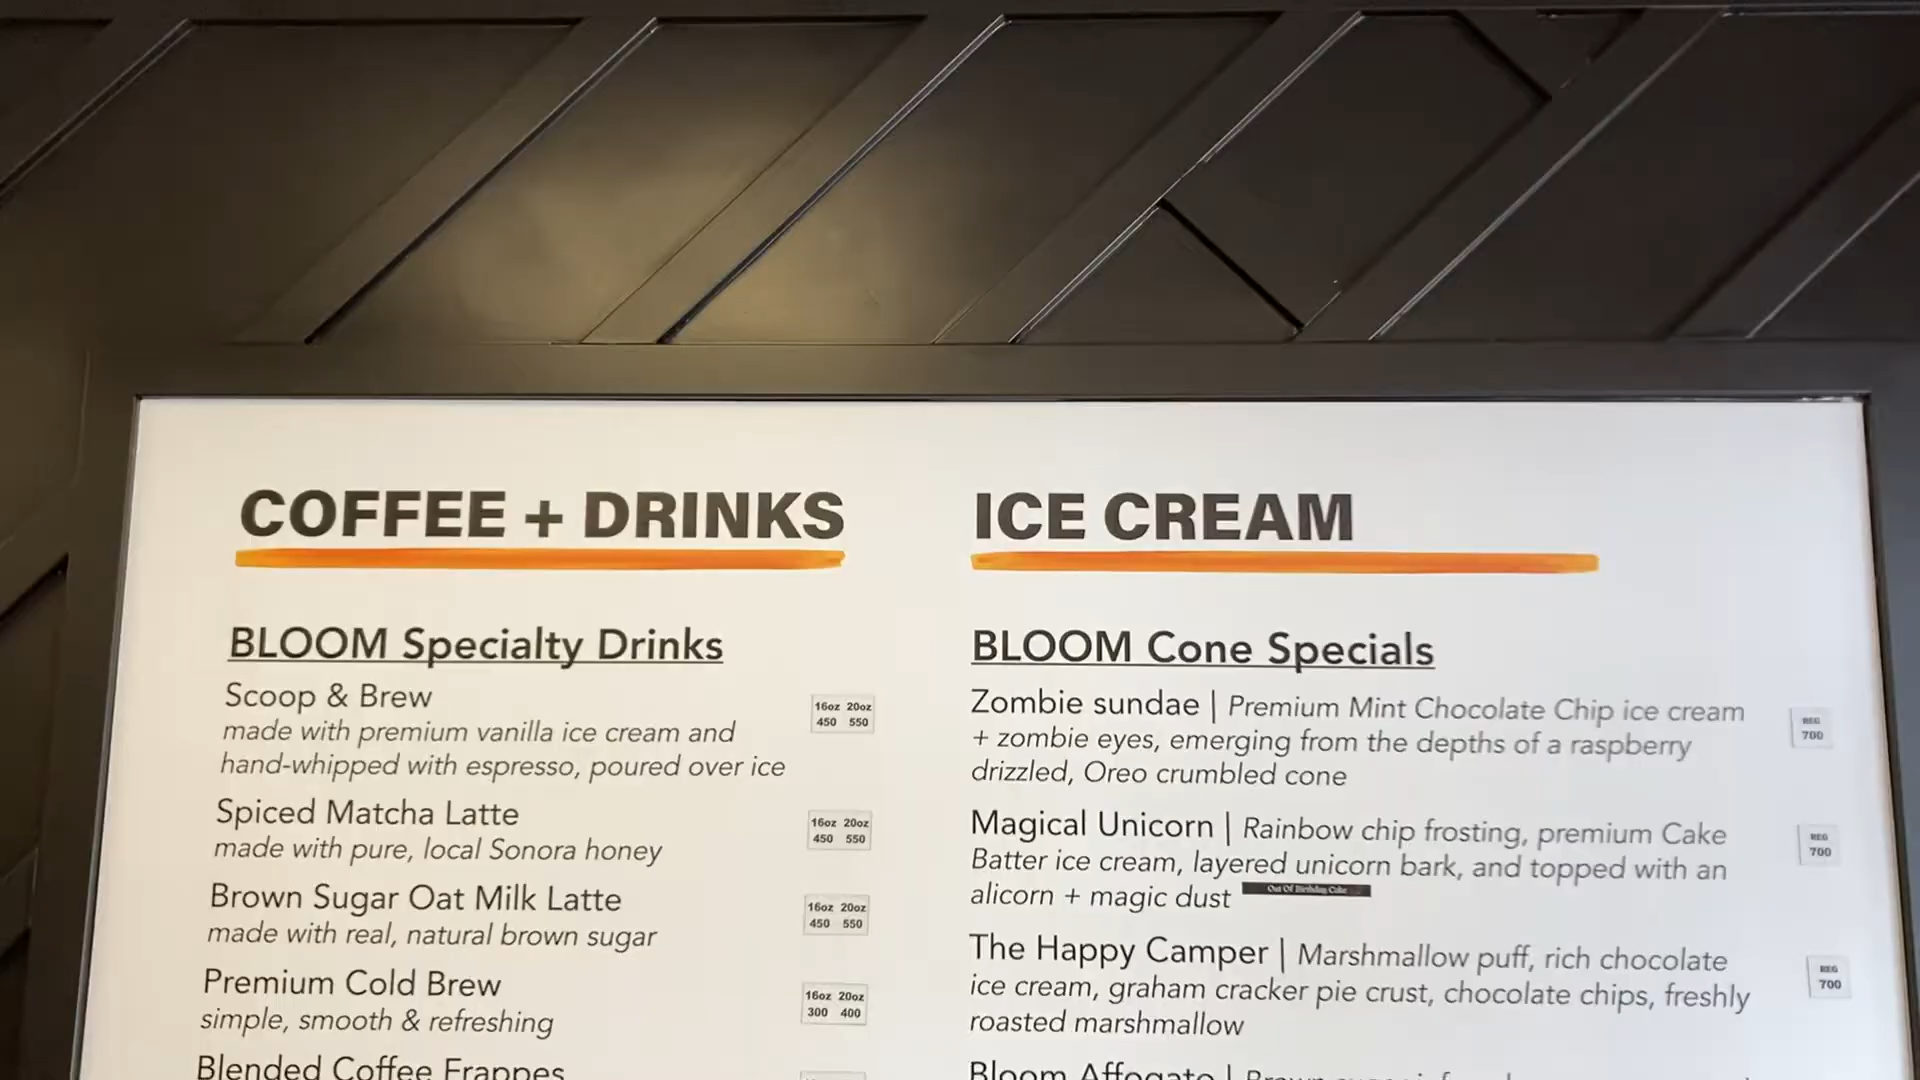 COFFEE + DRINKS
BLOOM Specialty Drinks
Scoop & Brew
made with premium vanilla ice cream and
hand-whipped with espresso, poured over ice
16oz 20oz
450 550
Spiced Matcha Latte
made with pure, local Sonora honey
16oz 20oz
450 550
Brown Sugar Oat Milk Latte
made with real, natural brown sugar
16oz 20oz
450 550
Premium Cold Brew
simple, smooth & refreshing
16oz 20oz
300 400
Blended Coffee Frappes
ICE CREAM
BLOOM Cone Specials
Zombie sundae | Premium Mint Chocolate Chip ice cream
+ zombie eyes, emerging from the depths of a raspberry
drizzled, Oreo crumbled cone
REG
700
Magical Unicorn | Rainbow chip frosting, premium Cake
Batter ice cream, layered unicorn bark, and topped with an
alicorn + magic dust
Out Of Birthday Cake
REG
700
The Happy Camper | Marshmallow puff, rich chocolate
ice cream, graham cracker pie crust, chocolate chips, freshly
roasted marshmallow
REG
700
Bloom Affogato | Brown